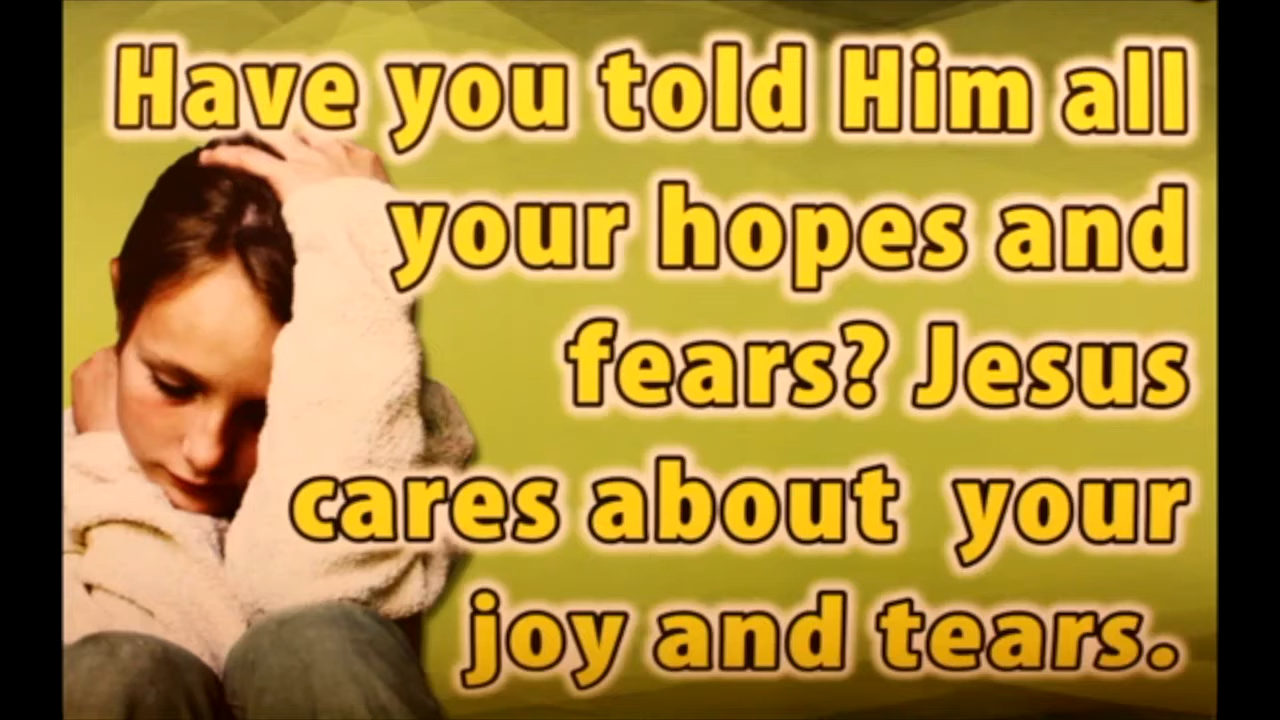 Have you told Him all
your hopes and
fears? Jesus
cares about  your
joy and tears.